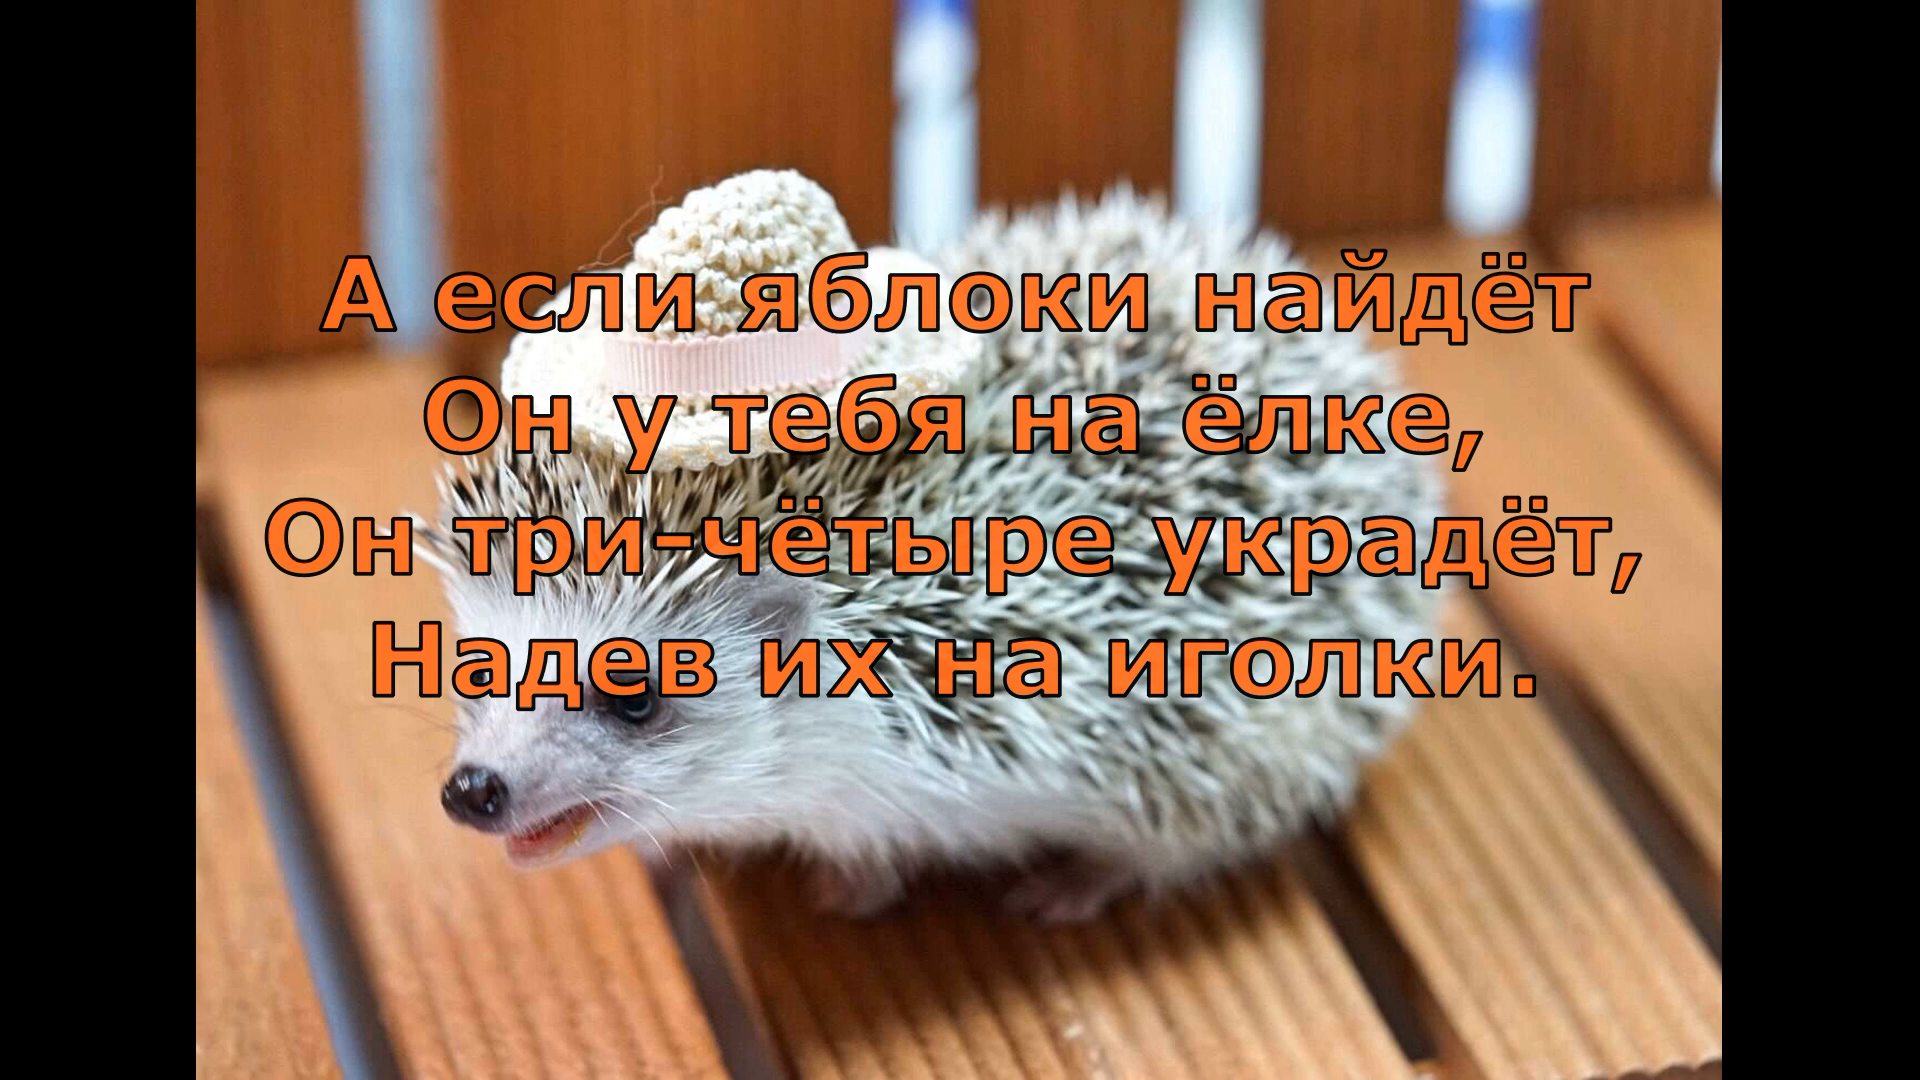 А если яблоки найдёт
Он у тебя на ёлке,
Он три-чётыре украдёт,
Надев их на иголки.